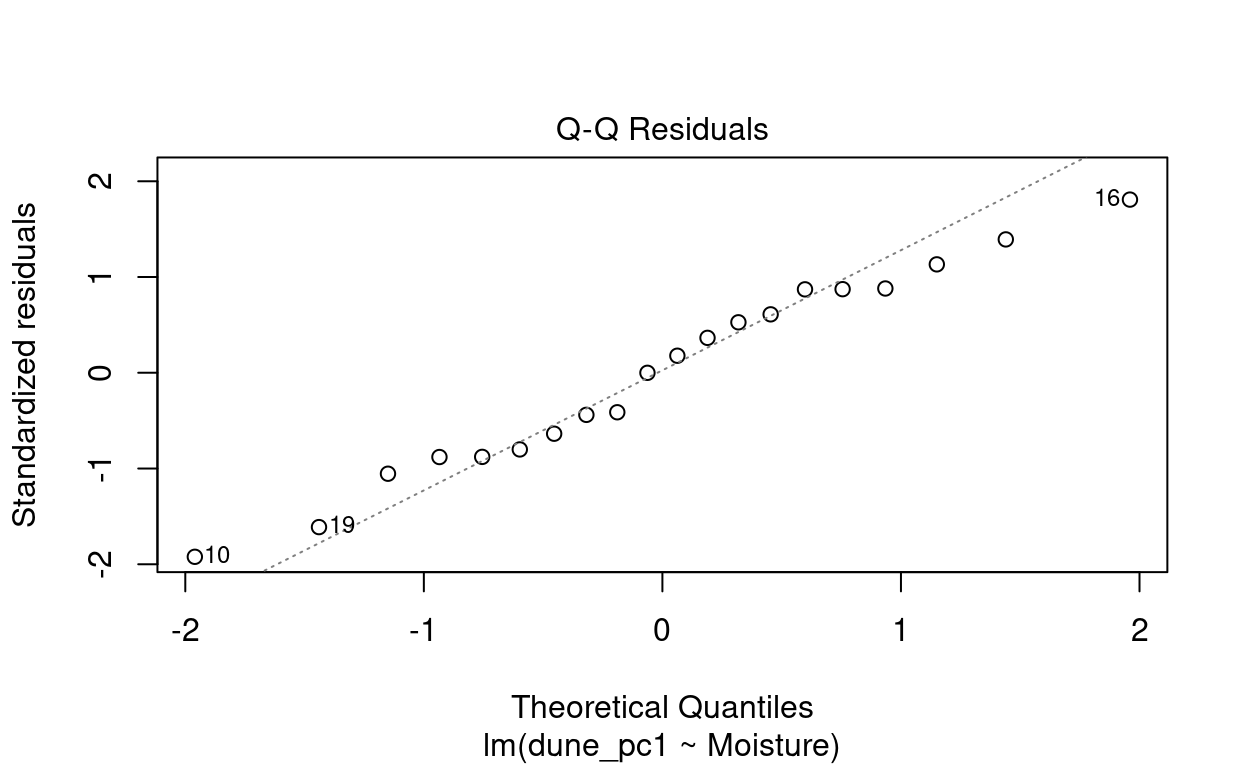 Q-Q Residuals
Standardized residuals
2
1
0
-1
-2
16
19
10
-2 -1 0 1 2
Theoretical Quantiles
lm(dune_pc1 ~ Moisture)